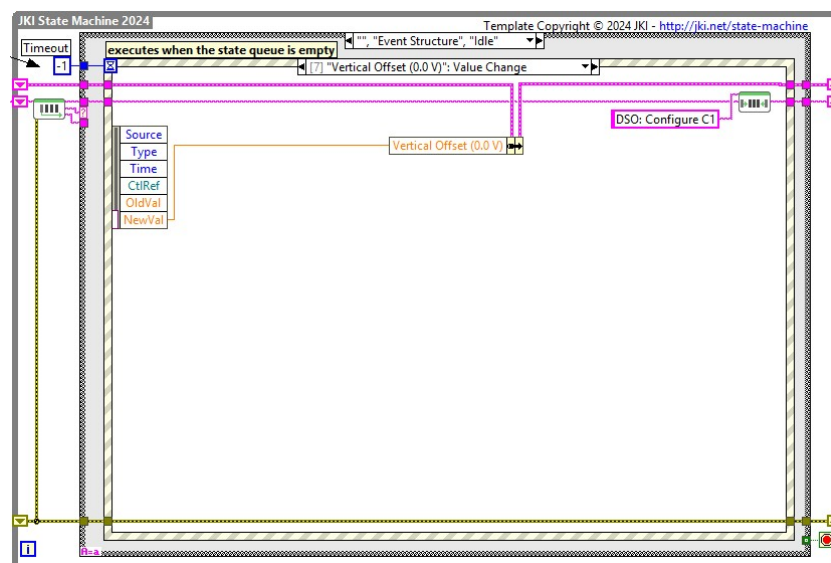 JKI State Machine 2024
Template Copyright © 2024 JKI - http://jki.net/state-machine
Timeout
-1
executes when the state queue is empty
"", "Event Structure", "Idle"
[7] "Vertical Offset (0.0 V)": Value Change
DSO: Configure C1
Source
Type
Time
CtlRef
OldVal
NewVal
Vertical Offset (0.0 V)
i
A=a